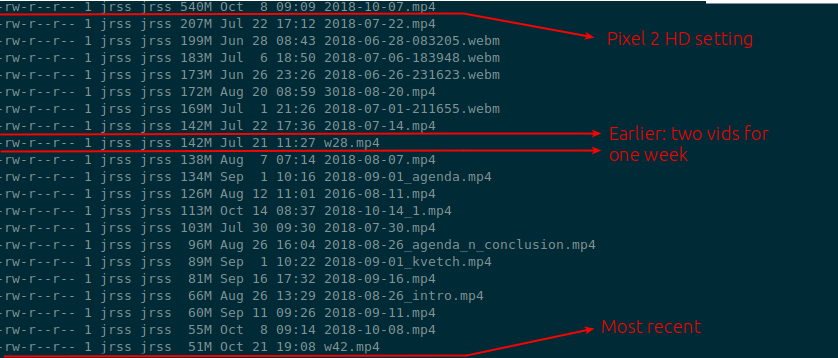 -rw-r--r-- 1 jrss jrss 540M Oct  8 09:09 2018-10-07.mp4
-rw-r--r-- 1 jrss jrss 207M Jul 22 17:12 2018-07-22.mp4
-rw-r--r-- 1 jrss jrss 199M Jun 28 08:43 2018-06-28-083205.webm
Pixel 2 HD setting
-rw-r--r-- 1 jrss jrss 183M Jul  6 18:50 2018-07-06-183948.webm
-rw-r--r-- 1 jrss jrss 173M Jun 26 23:26 2018-06-26-231623.webm
-rw-r--r-- 1 jrss jrss 172M Aug 20 08:59 3018-08-20.mp4
-rw-r--r-- 1 jrss jrss 169M Jul  1 21:26 2018-07-01-211655.webm
-rw-r--r-- 1 jrss jrss 142M Jul 22 17:36 2018-07-14.mp4
Earlier: two vids for
-rw-r--r-- 1 jrss jrss 142M Jul 21 11:27 w28.mp4
one week
-rw-r--r-- 1 jrss jrss 138M Aug  7 07:14 2018-08-07.mp4
-rw-r--r-- 1 jrss jrss 134M Sep  1 10:16 2018-09-01_agenda.mp4
-rw-r--r-- 1 jrss jrss 126M Aug 12 11:01 2016-08-11.mp4
-rw-r--r-- 1 jrss jrss 113M Oct 14 08:37 2018-10-14_1.mp4
-rw-r--r-- 1 jrss jrss 103M Jul 30 09:30 2018-07-30.mp4
-rw-r--r-- 1 jrss jrss  96M Aug 26 16:04 2018-08-26_agenda_n_conclusion.mp4
-rw-r--r-- 1 jrss jrss  89M Sep  1 10:22 2018-09-01_kvetch.mp4
-rw-r--r-- 1 jrss jrss  81M Sep 16 17:32 2018-09-16.mp4
-rw-r--r-- 1 jrss jrss  66M Aug 26 13:29 2018-08-26_intro.mp4
-rw-r--r-- 1 jrss jrss  60M Sep 11 09:26 2018-09-11.mp4
-rw-r--r-- 1 jrss jrss  55M Oct  8 09:14 2018-10-08.mp4
Most recent
-rw-r--r-- 1 jrss jrss  51M Oct 21 19:08 w42.mp4